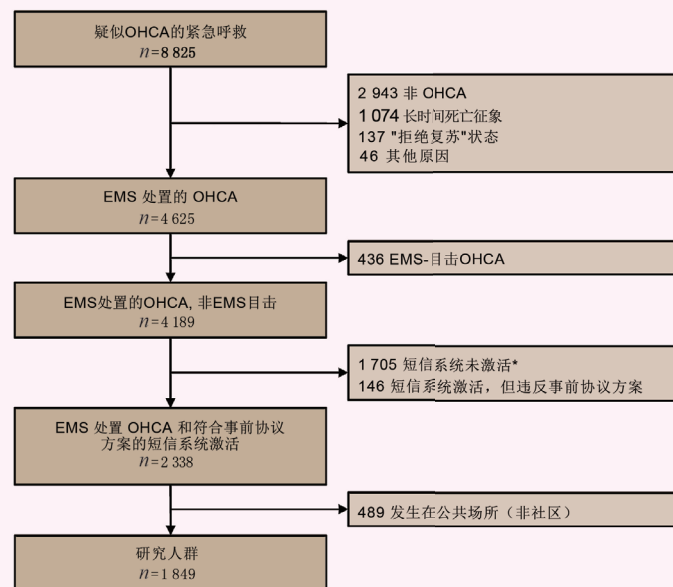 疑似OHCA的紧急呼救
n=8 825
2 943 非 OHCA
1 074 长时间死亡征象
137 "拒绝复苏"状态
46 其他原因
EMS 处置的 OHCA
n=4 625
436 EMS-目击OHCA
EMS处置的OHCA, 非EMS目击
n=4 189
1 705 短信系统未激活*
146 短信系统激活，但违反事前协议方案
EMS 处置 OHCA 和符合事前协议
方案的短信系统激活
n=2 338
489 发生在公共场所（非社区）
研究人群
n=1 849